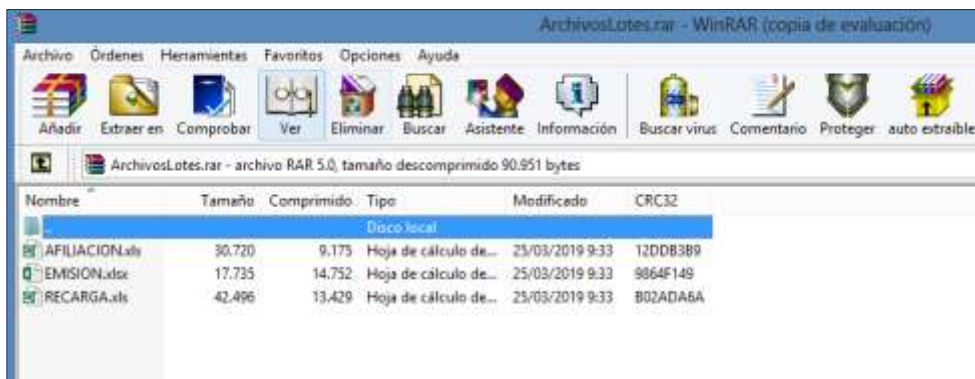 ArchivosLotes.rar - WinRAR (copia de evaluación)
Archivo Órdenes Herramientas Favoritos Opciones Ayuda
Añadir Extraer en Comprobar Ver Eliminar Buscar Asistente Información Buscar virus Comentario Proteger auto extraíble
ArchivosLotes.rar - archivo RAR 5.0, tamaño descomprimido 90.951 bytes
Nombre Tamaño Comprimido Tipo Modificado CRC32
.. Disco local
AFILIACION.xls 30.720 9.175 Hoja de cálculo de... 25/03/2019 9:33 12DDB3B9
EMISION.xlsx 17.735 14.752 Hoja de cálculo de... 25/03/2019 9:33 9864F149
RECARGA.xls 42.496 13.429 Hoja de cálculo de... 25/03/2019 9:33 B02ADA6A